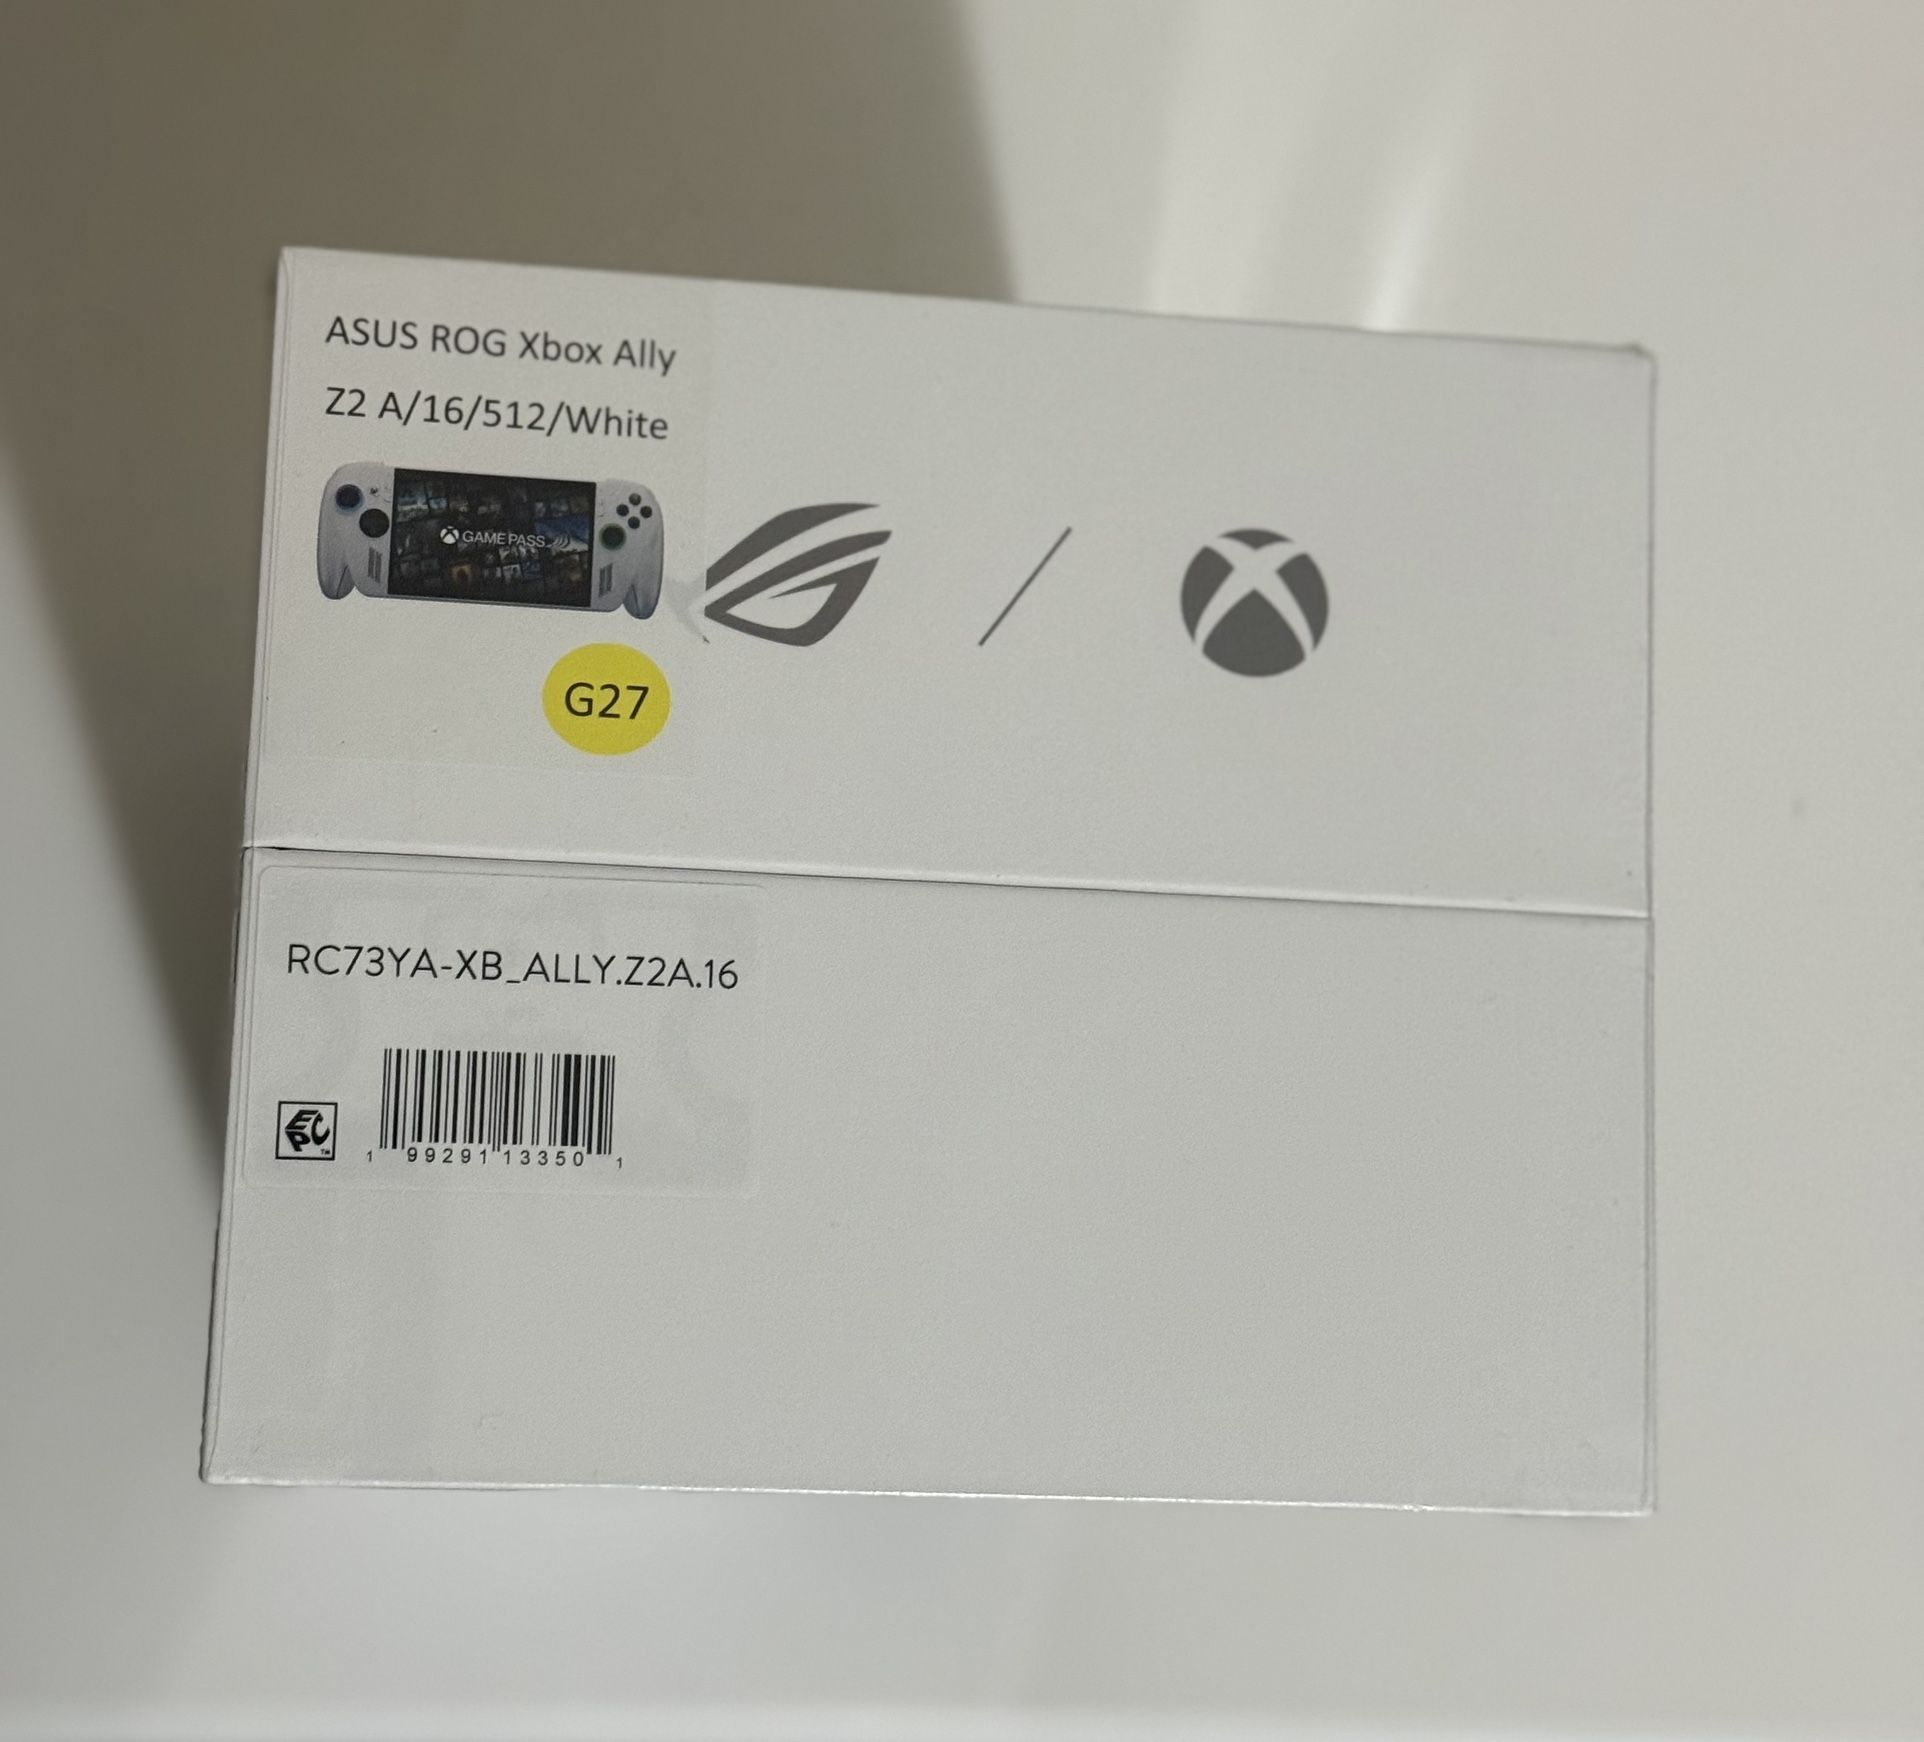 ASUS ROG Xbox Ally
Z2 A/16/512/White
GAME PASS
G27
RC73YA-XB_ALLY.Z2A.16
EPC™
1 99291 13350 1